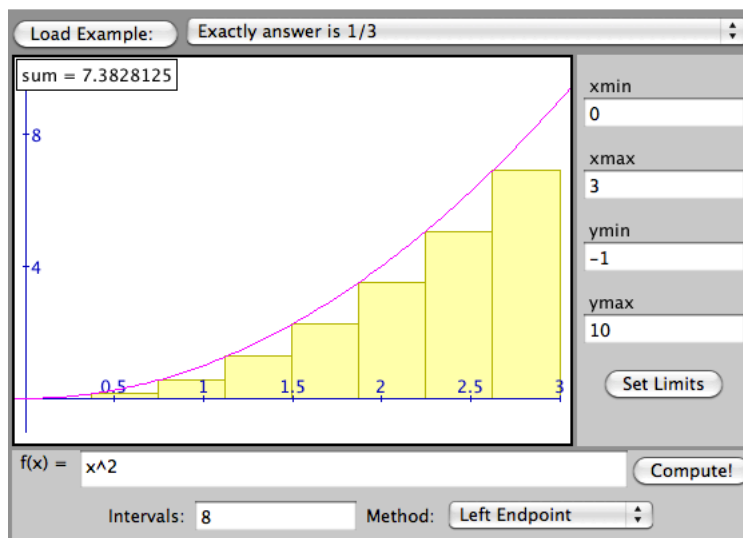 Load Example: Exactly answer is 1/3
sum = 7.3828125
8
4
0.5 1 1.5 2 2.5 3
xmin
0
xmax
3
ymin
-1
ymax
10
Set Limits
f(x) = x^2 Compute!
Intervals: 8 Method: Left Endpoint